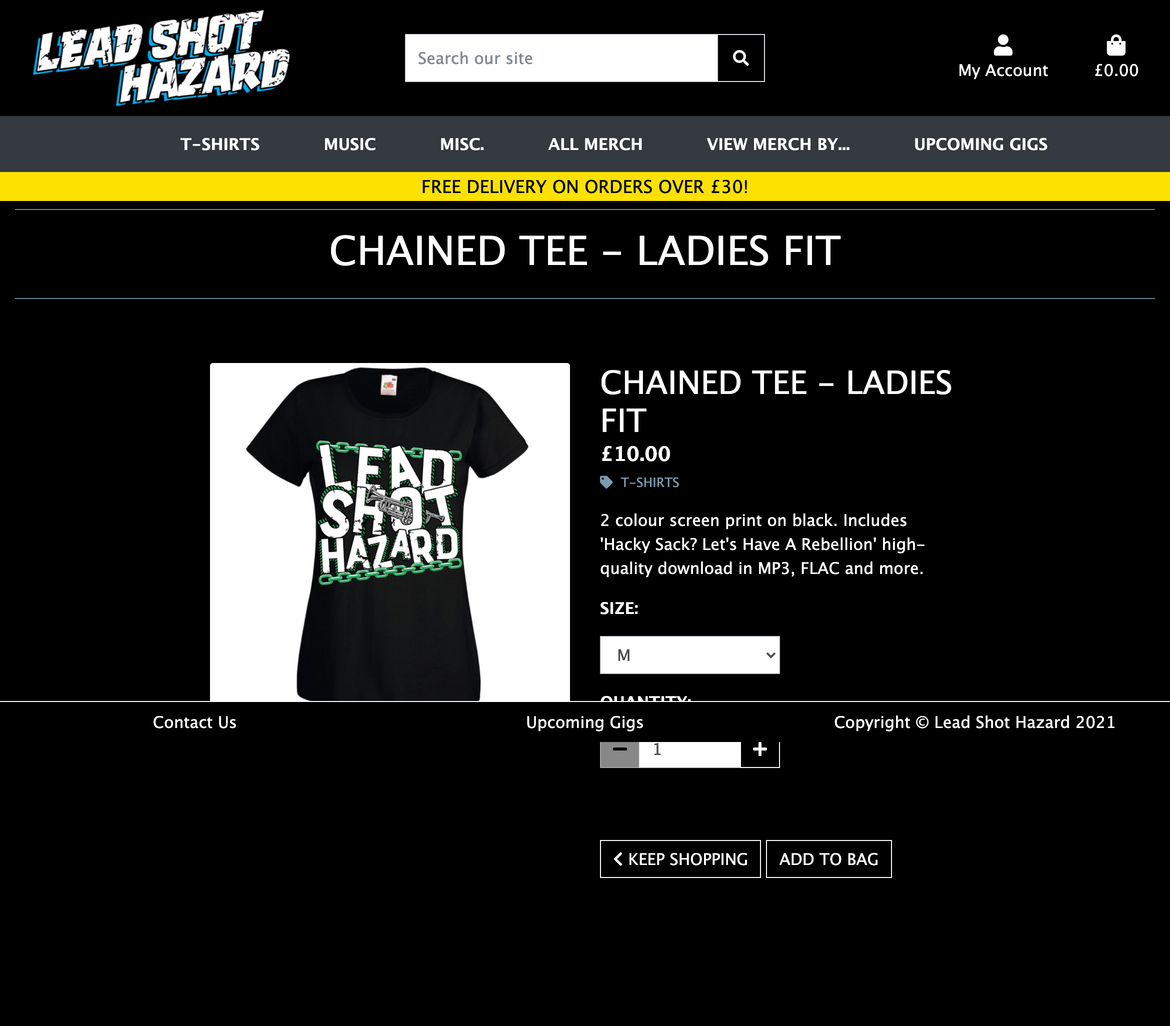 LEAD SHOT
HAZARD
Search our site
My Account
£0.00
T-SHIRTS
MUSIC
MISC.
ALL MERCH
VIEW MERCH BY...
UPCOMING GIGS
FREE DELIVERY ON ORDERS OVER £30!
CHAINED TEE – LADIES FIT
LEAD
SHOT
HAZARD
CHAINED TEE – LADIES
FIT
£10.00
T-SHIRTS
2 colour screen print on black. Includes
'Hacky Sack? Let's Have A Rebellion' high-
quality download in MP3, FLAC and more.
SIZE:
M
QUANTITY:
Contact Us
Upcoming Gigs
Copyright © Lead Shot Hazard 2021
1
KEEP SHOPPING
ADD TO BAG